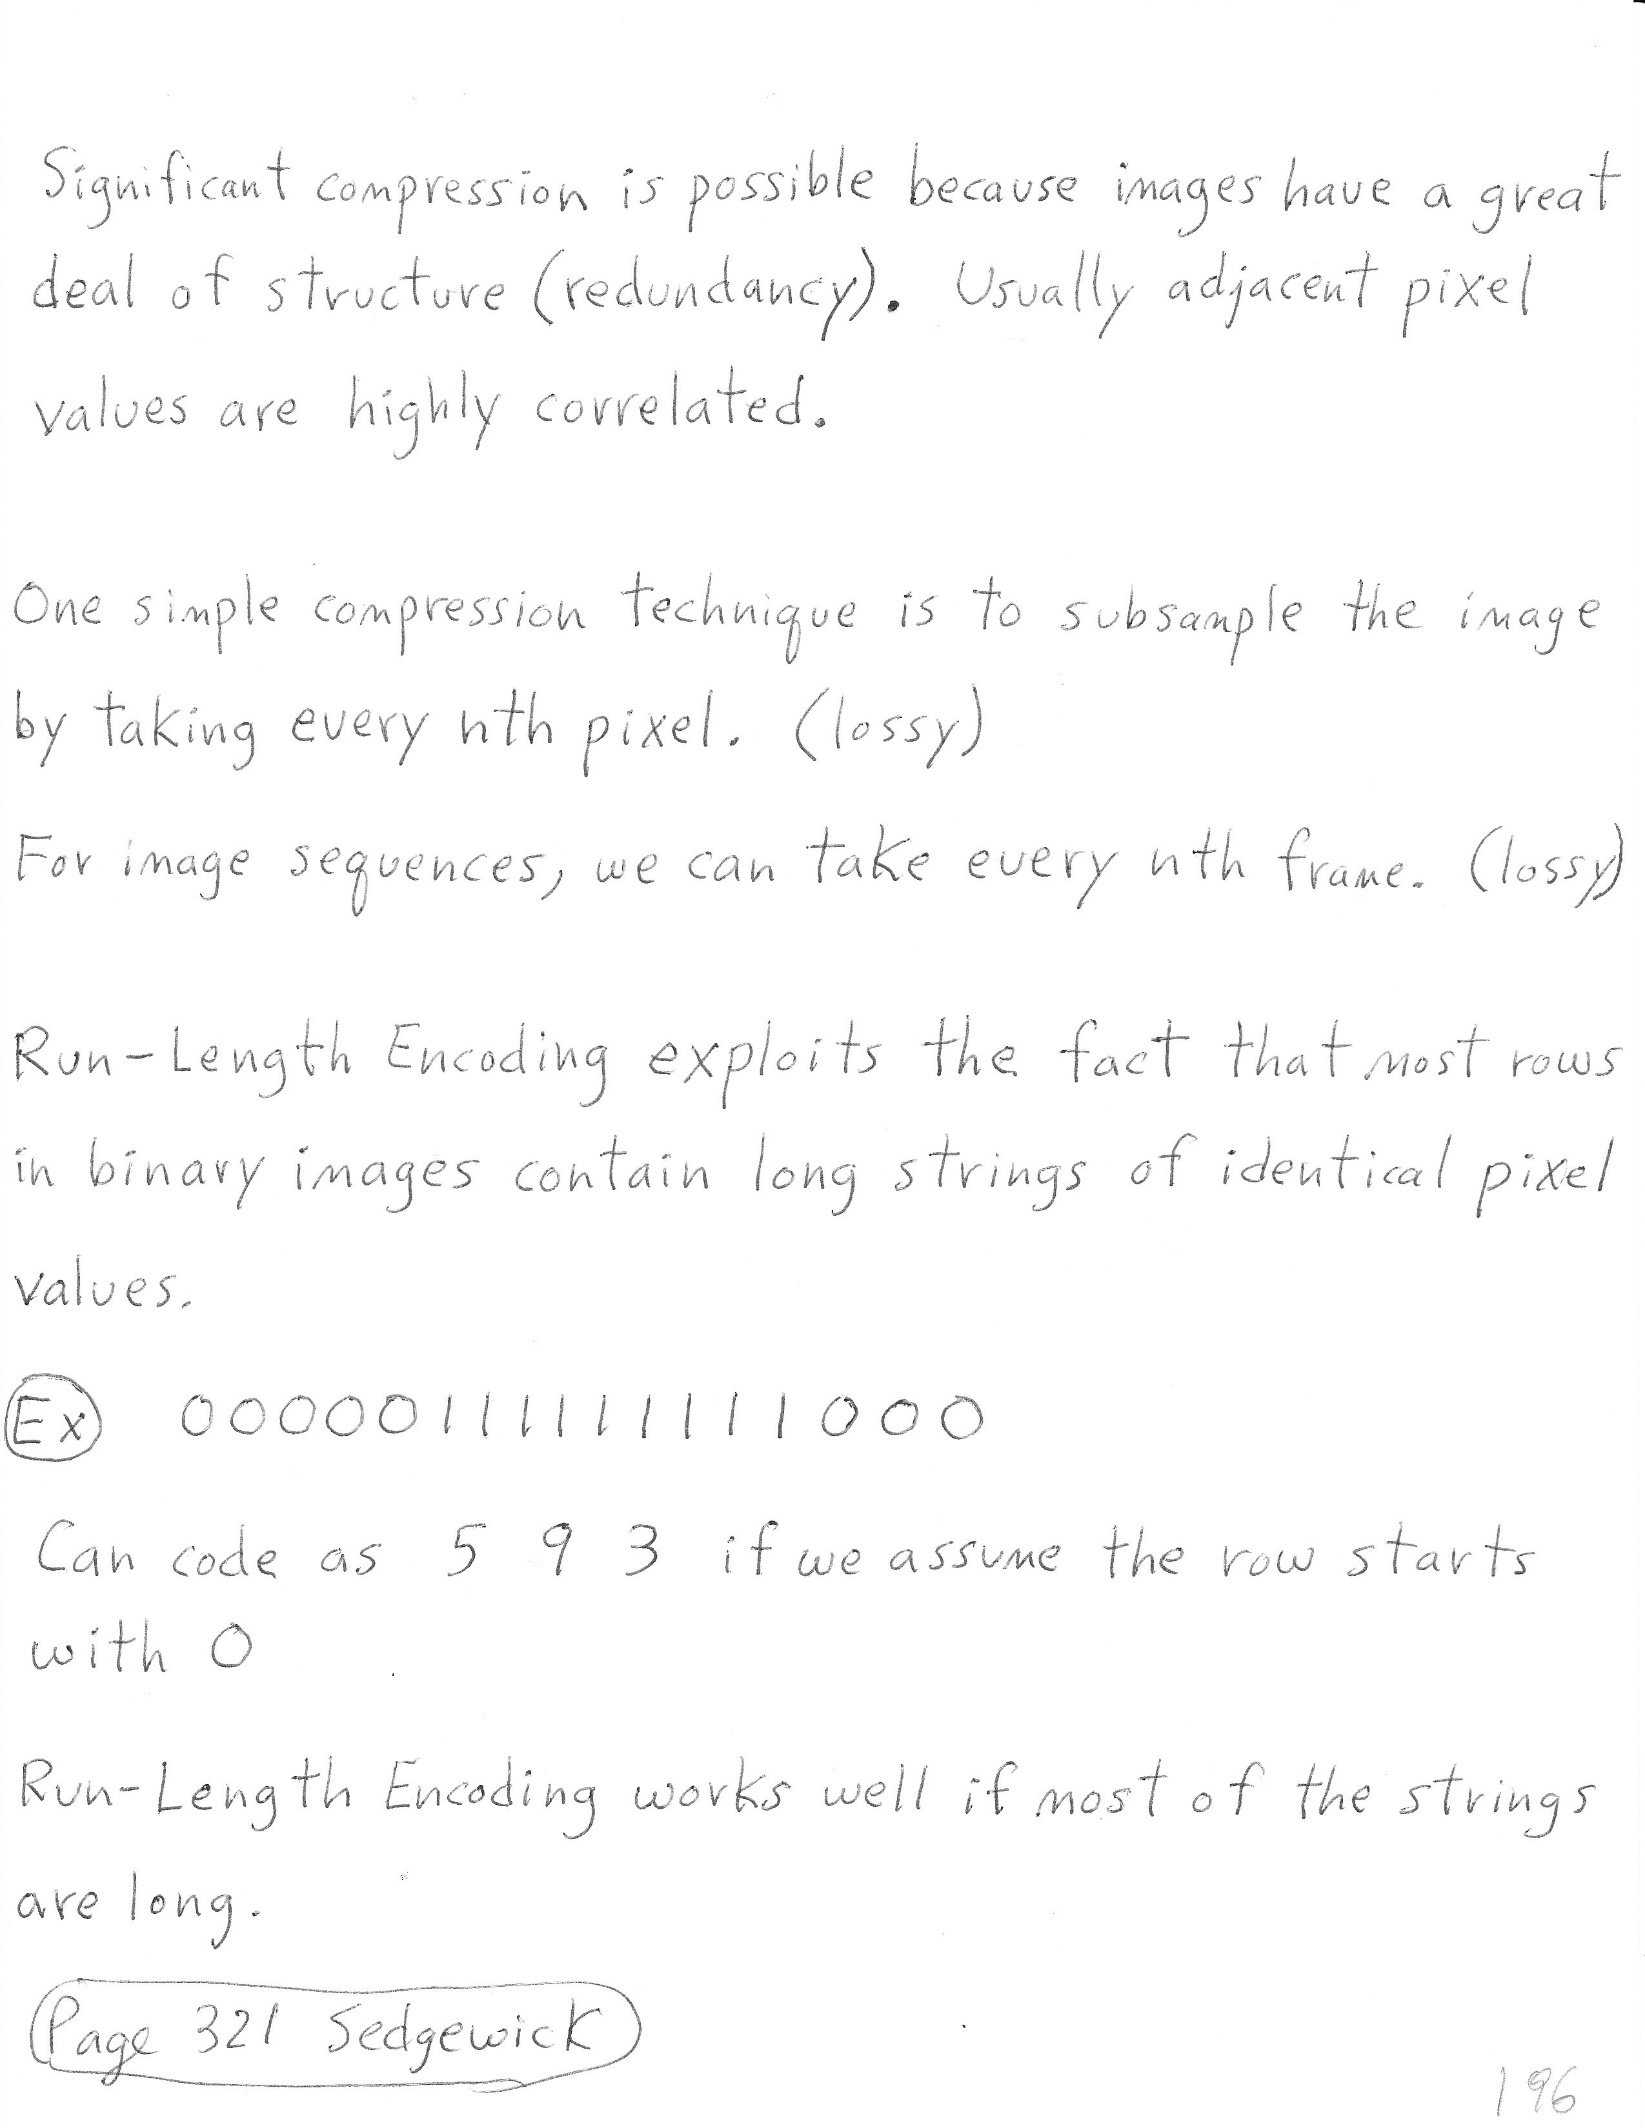 Significant compression is possible because images have a great
deal of structure (redundancy). Usually adjacent pixel
values are highly correlated.
One simple compression technique is to subsample the image
by taking every nth pixel. (lossy)
For image sequences, we can take every nth frame. (lossy)
Run-Length Encoding exploits the fact that most rows
in binary images contain long strings of identical pixel
values.
Ex 00000111111111000
Can code as 5 9 3 if we assume the row starts
with 0
Run-Length Encoding works well if most of the strings
are long.
Page 321 Sedgewick
196